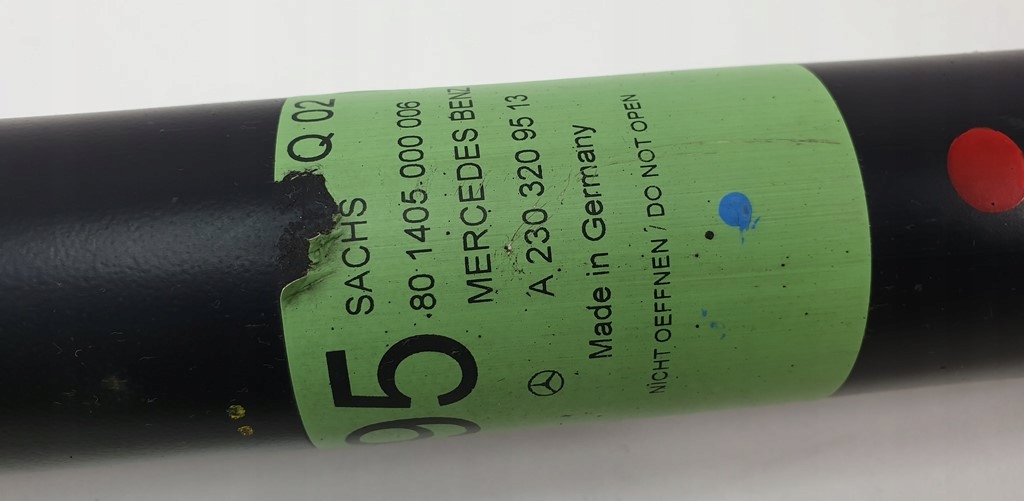 Q 02
SACHS
80 1405 000 006
MERCEDES BENZ
A 230 320 95 13
Made in Germany
NICHT OEFFNEN / DO NOT OPEN
95